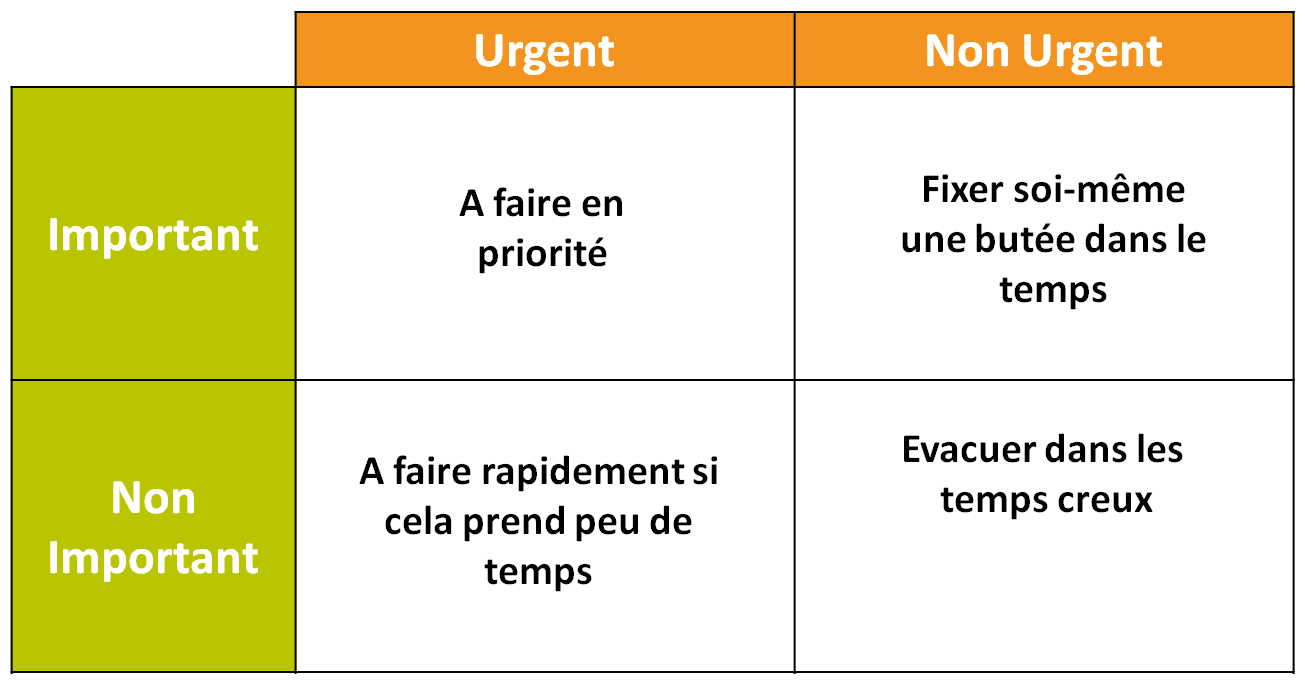 Urgent
Non Urgent
Important
A faire en
priorité
Fixer soi-même
une butée dans le
temps
Non
Important
A faire rapidement si
cela prend peu de
temps
Evacuer dans les
temps creux